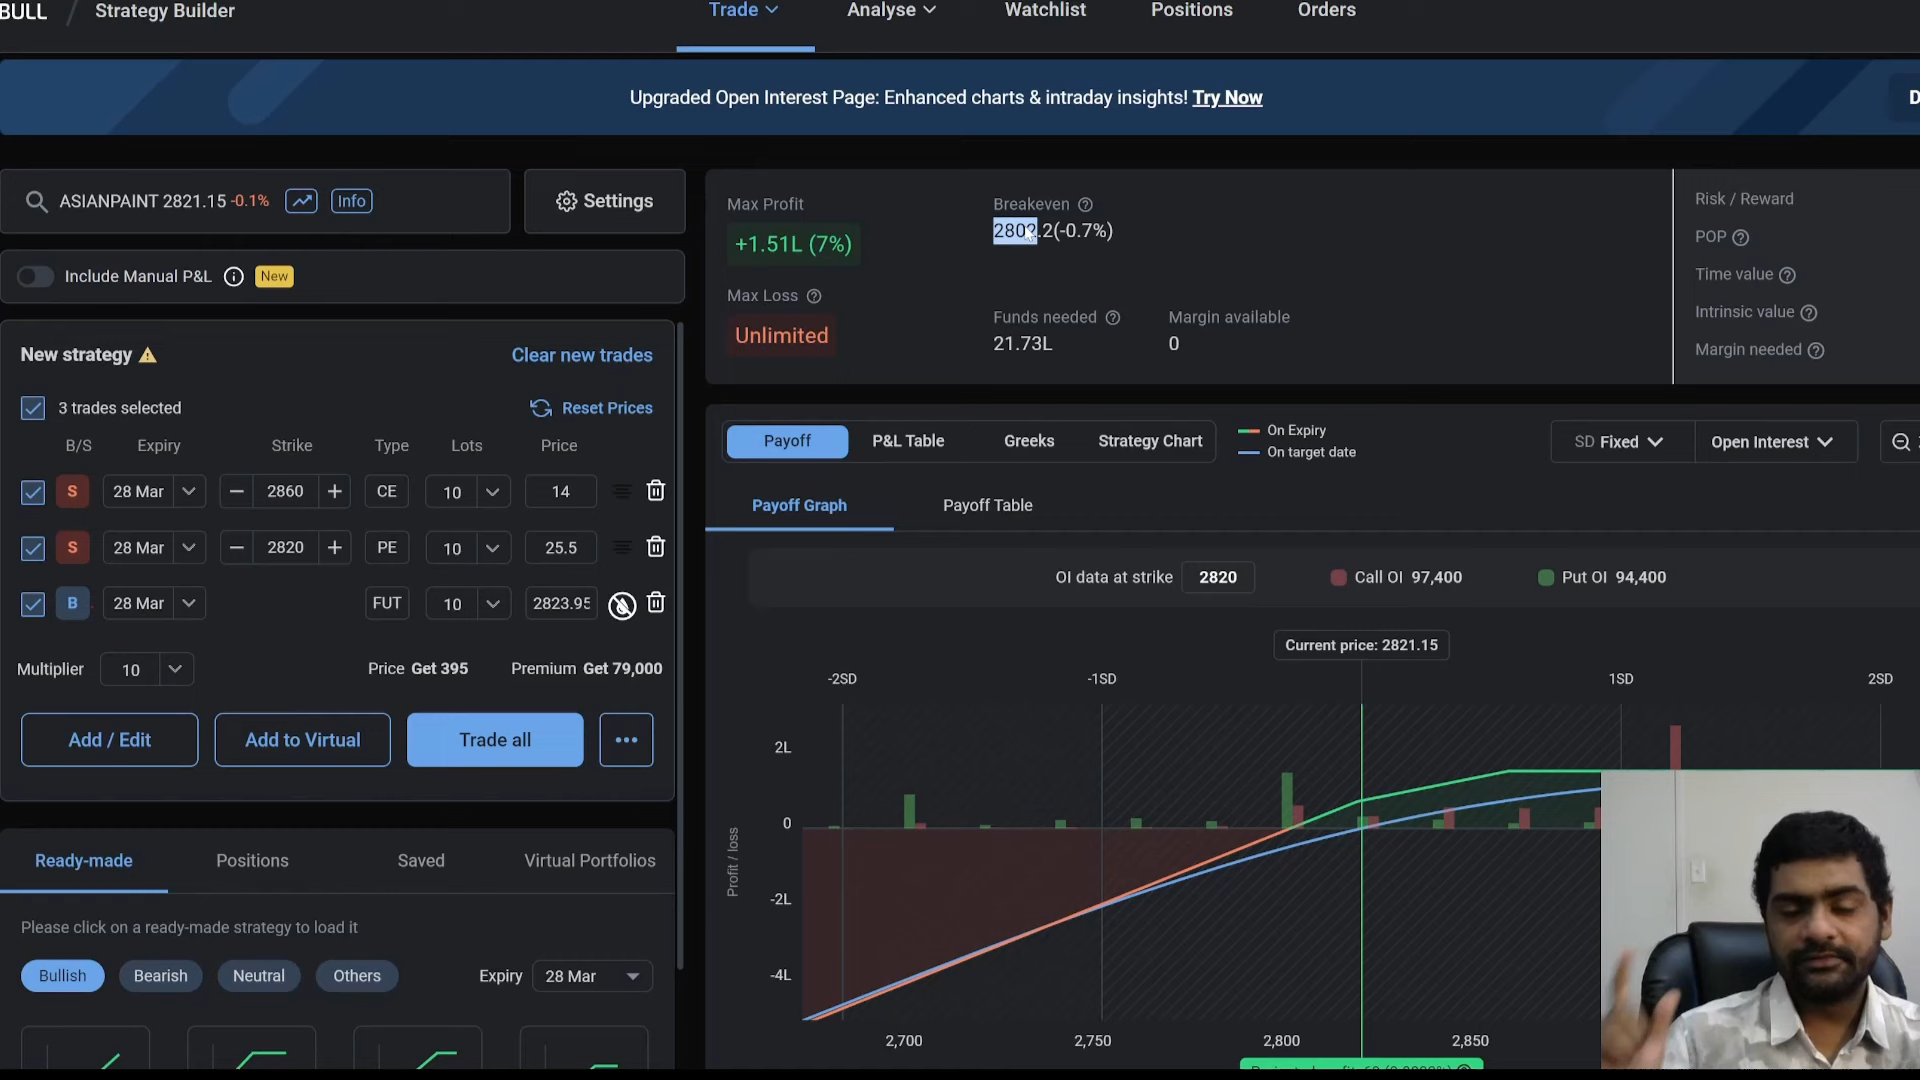 BULL / Strategy Builder
Trade Analyse Watchlist Positions Orders
Upgraded Open Interest Page: Enhanced charts & intraday insights! Try Now
D
ASIANPAINT 2821.15 -0.1% Info
Settings
Include Manual P&L New
New strategy
Clear new trades
3 trades selected
Reset Prices
B/S Expiry Strike Type Lots Price
S 28 Mar − 2860 + CE 10 14
S 28 Mar − 2820 + PE 10 25.5
B 28 Mar FUT 10 2823.95
Multiplier 10 Price Get 395 Premium Get 79,000
Add / Edit Add to Virtual Trade all ...
Ready-made Positions Saved Virtual Portfolios
Please click on a ready-made strategy to load it
Bullish Bearish Neutral Others Expiry 28 Mar
Max Profit
+1.51L (7%)
Max Loss
Unlimited
Breakeven
2802.2(-0.7%)
Funds needed
21.73L
Margin available
0
Risk / Reward
POP
Time value
Intrinsic value
Margin needed
Payoff P&L Table Greeks Strategy Chart
On Expiry
On target date
SD Fixed Open Interest
Payoff Graph Payoff Table
OI data at strike 2820 Call OI 97,400 Put OI 94,400
Current price: 2821.15
-2SD -1SD 1SD 2SD
2L
0
-2L
-4L
Profit / loss
2,700 2,750 2,800 2,850